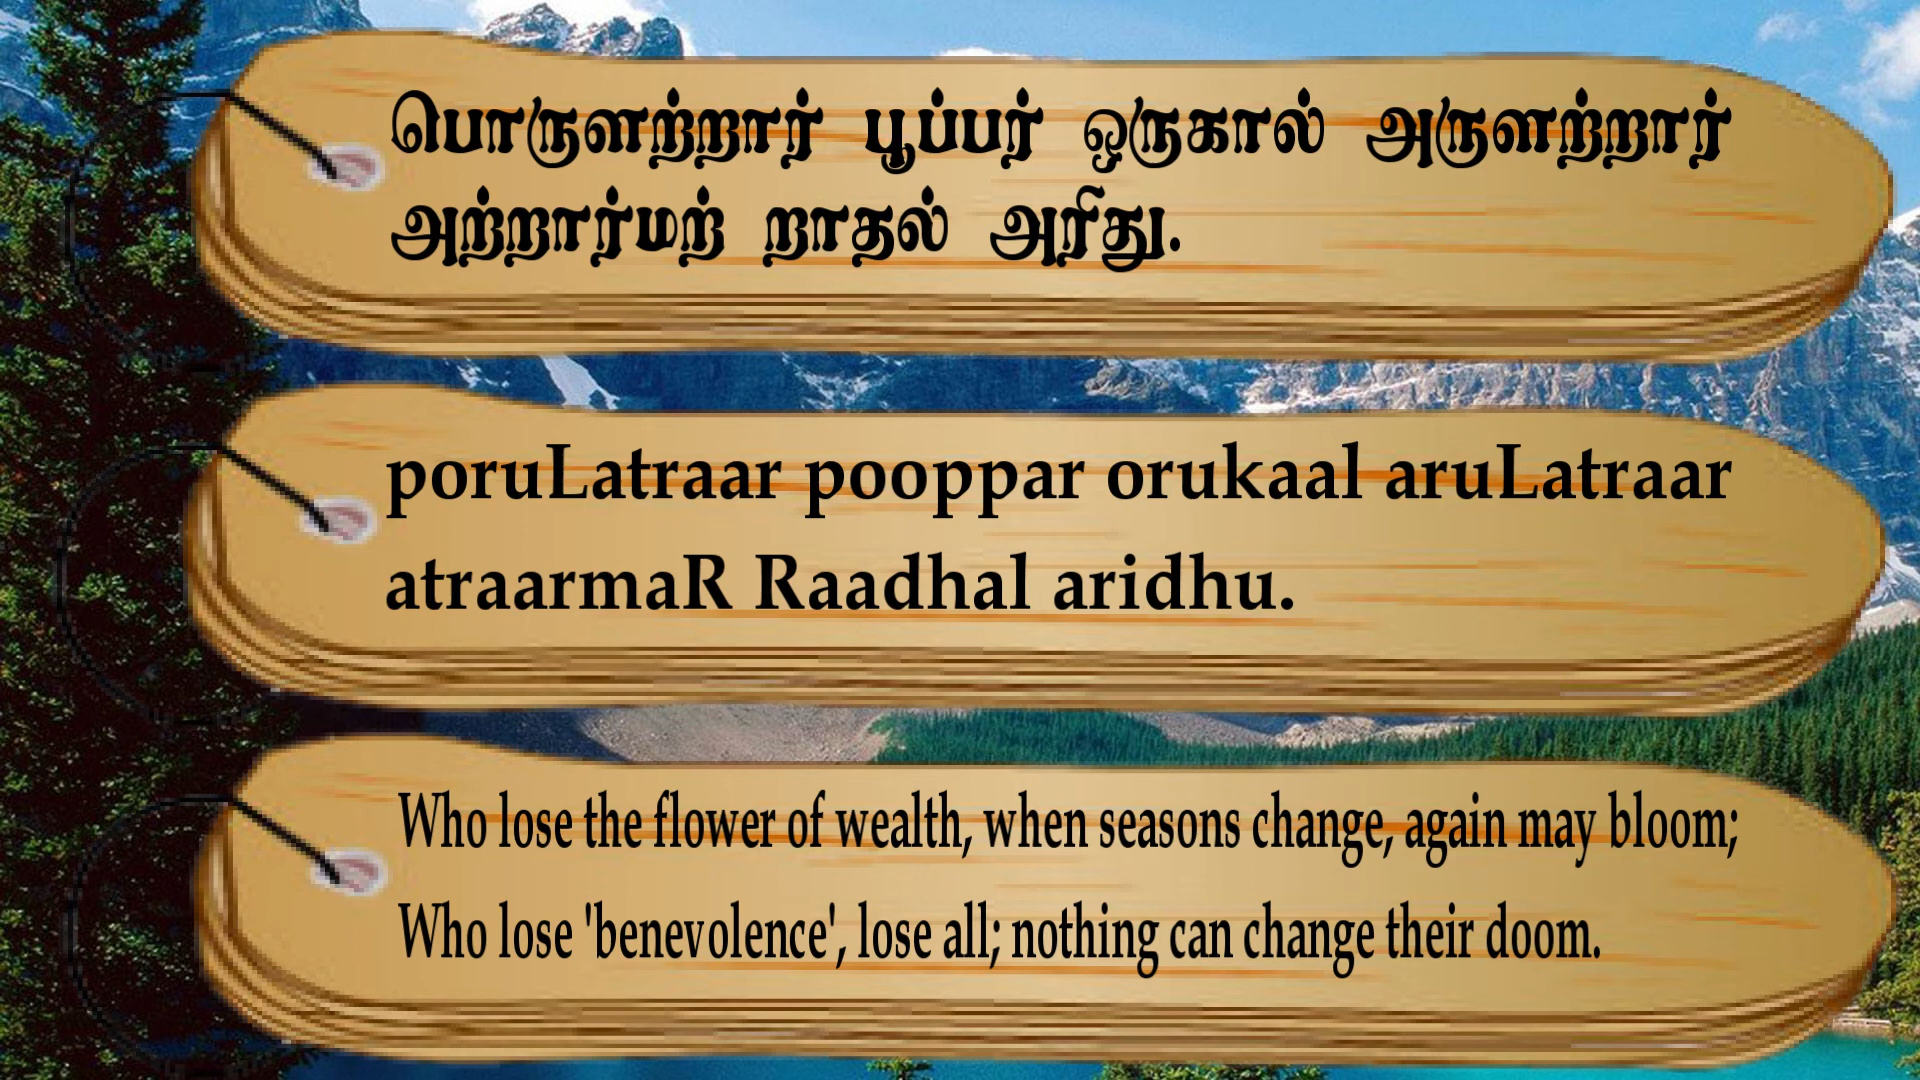 பொருளற்றார் பூப்பர் ஒருகால் அருளற்றார்
அற்றார்மற் றாதல் அரிது.
poruLatraar pooppar orukaal aruLatraar
atraarmaR Raadhal aridhu.
Who lose the flower of wealth, when seasons change, again may bloom;
Who lose 'benevolence', lose all; nothing can change their doom.